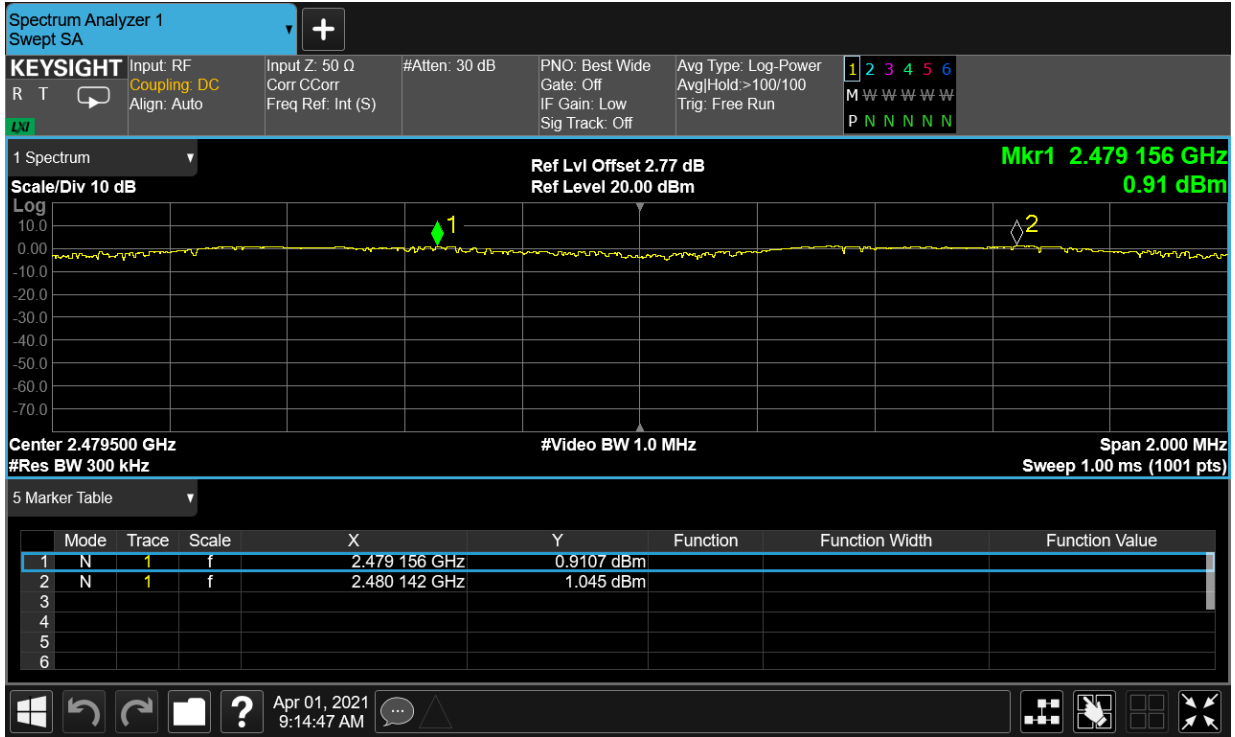 Spectrum Analyzer 1
Swept SA
KEYSIGHT
R T
LXI
Input: RF
Coupling: DC
Align: Auto
Input Z: 50 Ω
Corr CCorr
Freq Ref: Int (S)
#Atten: 30 dB
PNO: Best Wide
Gate: Off
IF Gain: Low
Sig Track: Off
Avg Type: Log-Power
Avg|Hold:>100/100
Trig: Free Run
1 2 3 4 5 6
M W W W W W
P N N N N N
1 Spectrum
Scale/Div 10 dB
Ref Lvl Offset 2.77 dB
Ref Level 20.00 dBm
Mkr1 2.479 156 GHz
0.91 dBm
Log
10.0
0.00
-10.0
-20.0
-30.0
-40.0
-50.0
-60.0
-70.0
1
2
Center 2.479500 GHz
#Video BW 1.0 MHz
Span 2.000 MHz
#Res BW 300 kHz
Sweep 1.00 ms (1001 pts)
5 Marker Table
Mode Trace Scale X Y Function Function Width Function Value
1 N 1 f 2.479 156 GHz 0.9107 dBm
2 N 1 f 2.480 142 GHz 1.045 dBm
3
4
5
6
?
Apr 01, 2021
9:14:47 AM